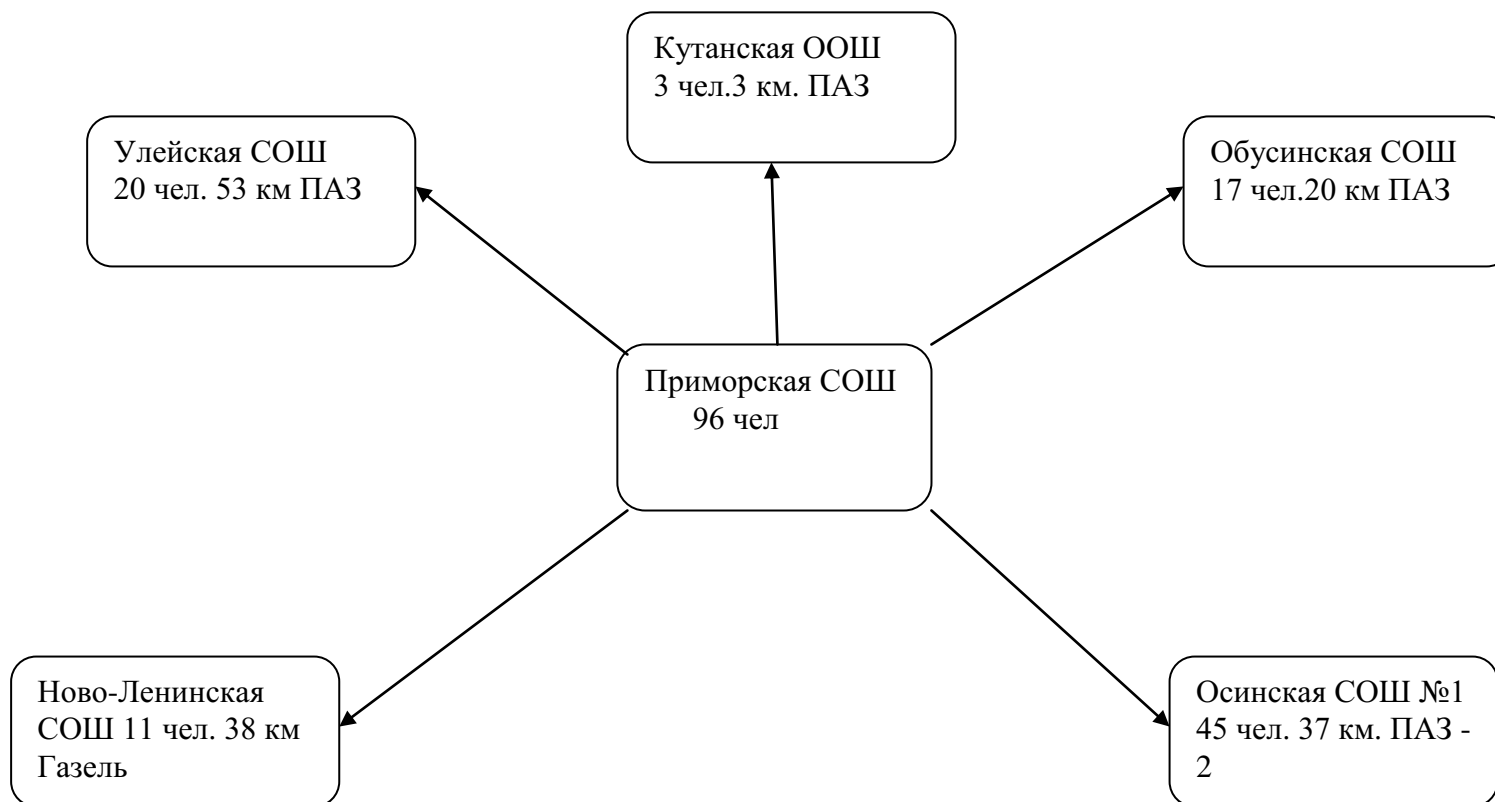 Кутанская ООШ
3 чел.3 км. ПАЗ
Улейская СОШ
20 чел. 53 км ПАЗ
Обусинская СОШ
17 чел.20 км ПАЗ
Приморская СОШ
96 чел
Ново-Ленинская
СОШ 11 чел. 38 км
Газель
Осинская СОШ №1
45 чел. 37 км. ПАЗ -
2